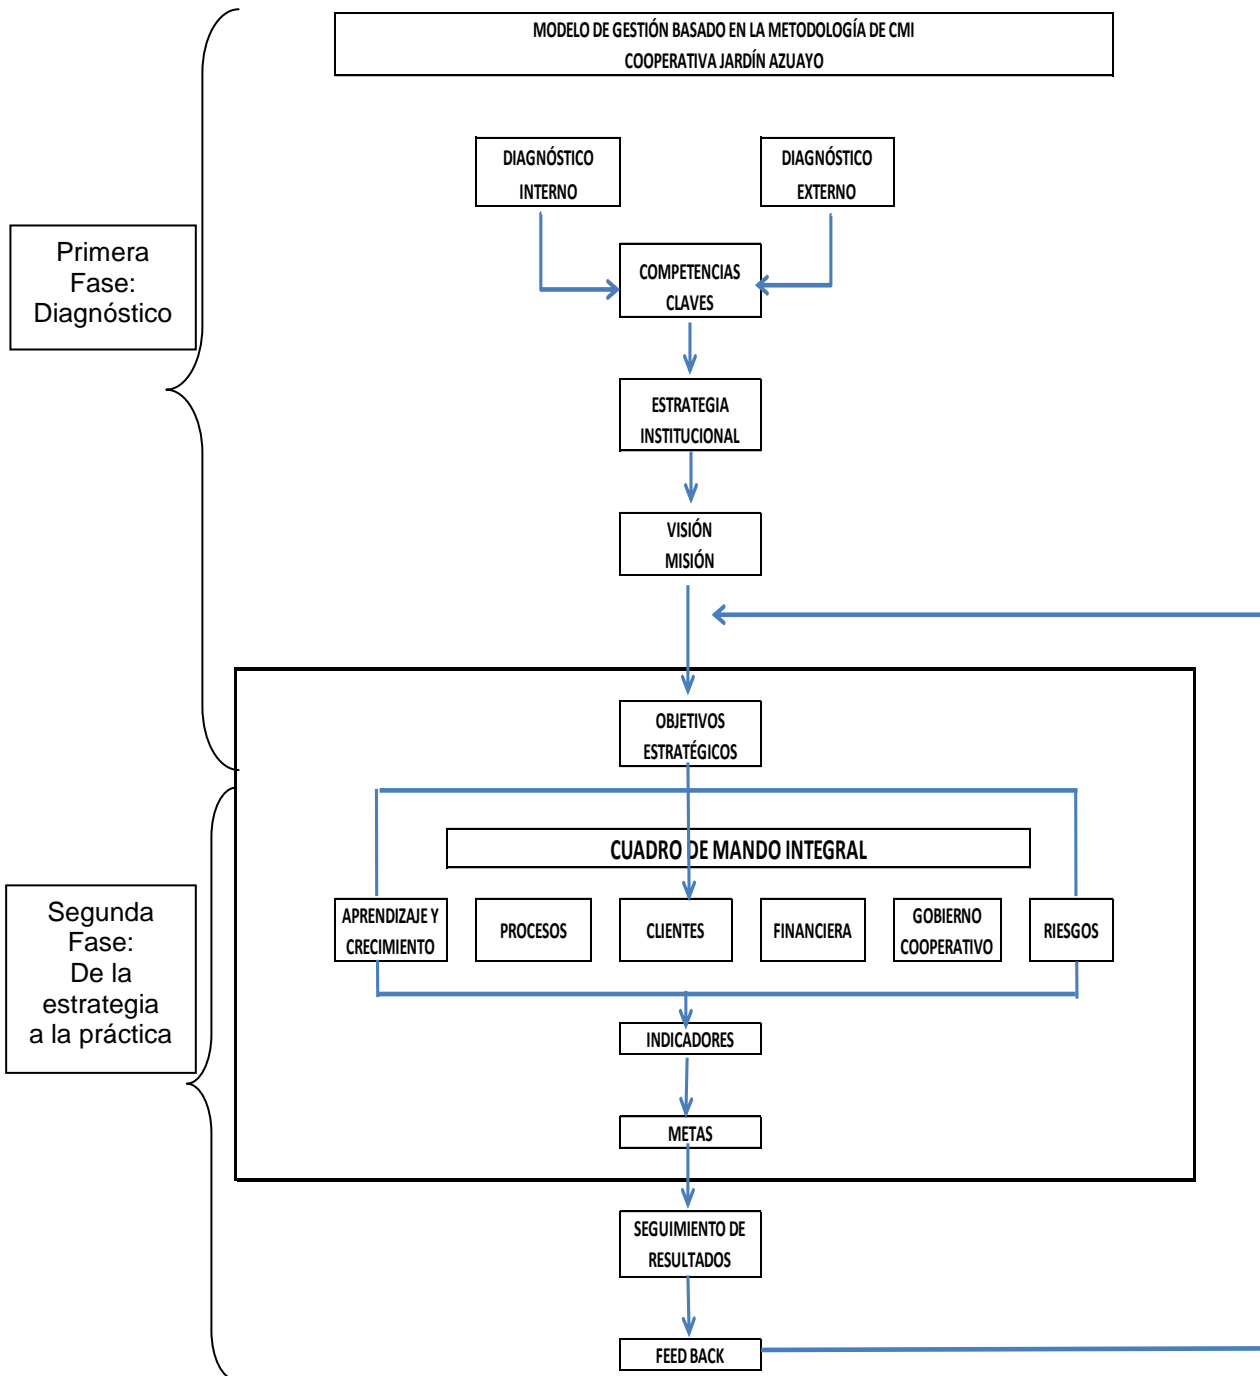 MODELO DE GESTIÓN BASADO EN LA METODOLOGÍA DE CMI
COOPERATIVA JARDÍN AZUAYO
DIAGNÓSTICO
INTERNO
DIAGNÓSTICO
EXTERNO
Primera
Fase:
Diagnóstico
COMPETENCIAS
CLAVES
ESTRATEGIA
INSTITUCIONAL
VISIÓN
MISIÓN
OBJETIVOS
ESTRATÉGICOS
CUADRO DE MANDO INTEGRAL
Segunda
Fase:
De la
estrategia
a la práctica
APRENDIZAJE Y
CRECIMIENTO
PROCESOS
CLIENTES
FINANCIERA
GOBIERNO
COOPERATIVO
RIESGOS
INDICADORES
METAS
SEGUIMIENTO DE
RESULTADOS
FEED BACK